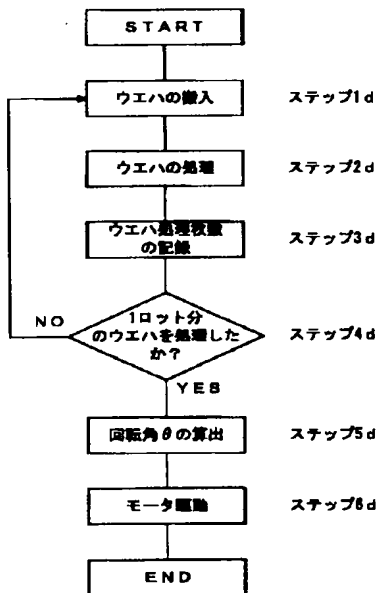 START
ウエハの搬入 ステップ1d
ウエハの処理 ステップ2d
ウエハ処理枚数
の記録 ステップ3d
1ロット分
のウエハを処理した
か? ステップ4d
NO
YES
回転角θの算出 ステップ5d
モータ駆動 ステップ6d
END